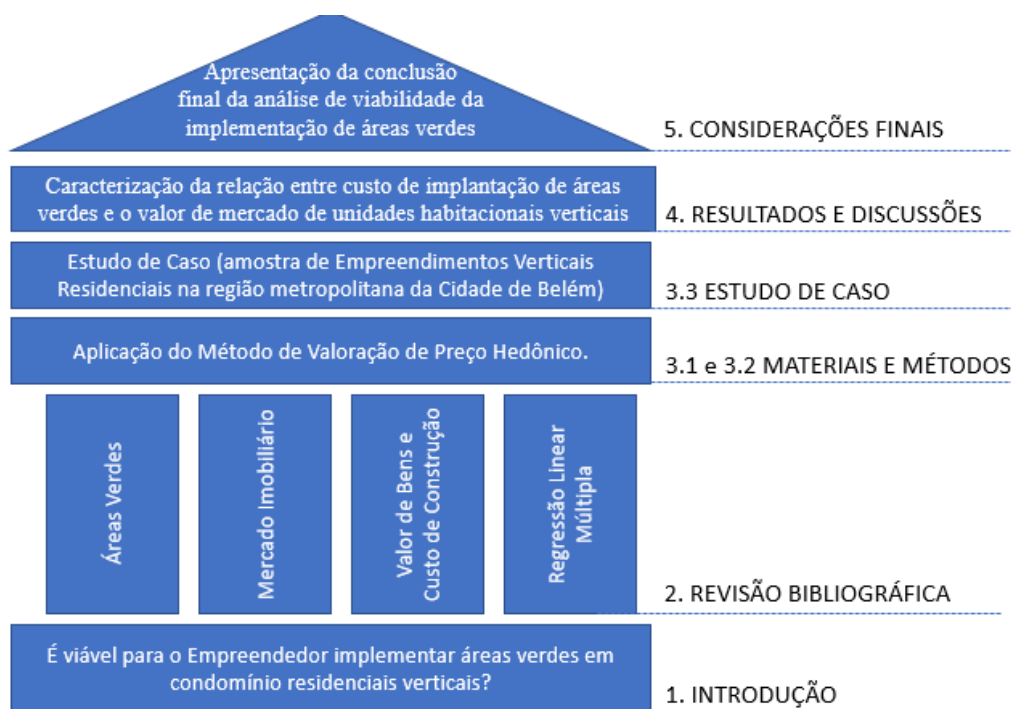 Apresentação da conclusão
final da análise de viabilidade da
implementação de áreas verdes
5. CONSIDERAÇÕES FINAIS
Caracterização da relação entre custo de implantação de áreas
verdes e o valor de mercado de unidades habitacionais verticais
4. RESULTADOS E DISCUSSÕES
Estudo de Caso (amostra de Empreendimentos Verticais
Residenciais na região metropolitana da Cidade de Belém)
3.3 ESTUDO DE CASO
Aplicação do Método de Valoração de Preço Hedônico.
3.1 e 3.2 MATERIAIS E MÉTODOS
Áreas Verdes
Mercado Imobiliário
Valor de Bens e
Custo de Construção
Regressão Linear
Múltipla
2. REVISÃO BIBLIOGRÁFICA
É viável para o Empreendedor implementar áreas verdes em
condomínio residenciais verticais?
1. INTRODUÇÃO